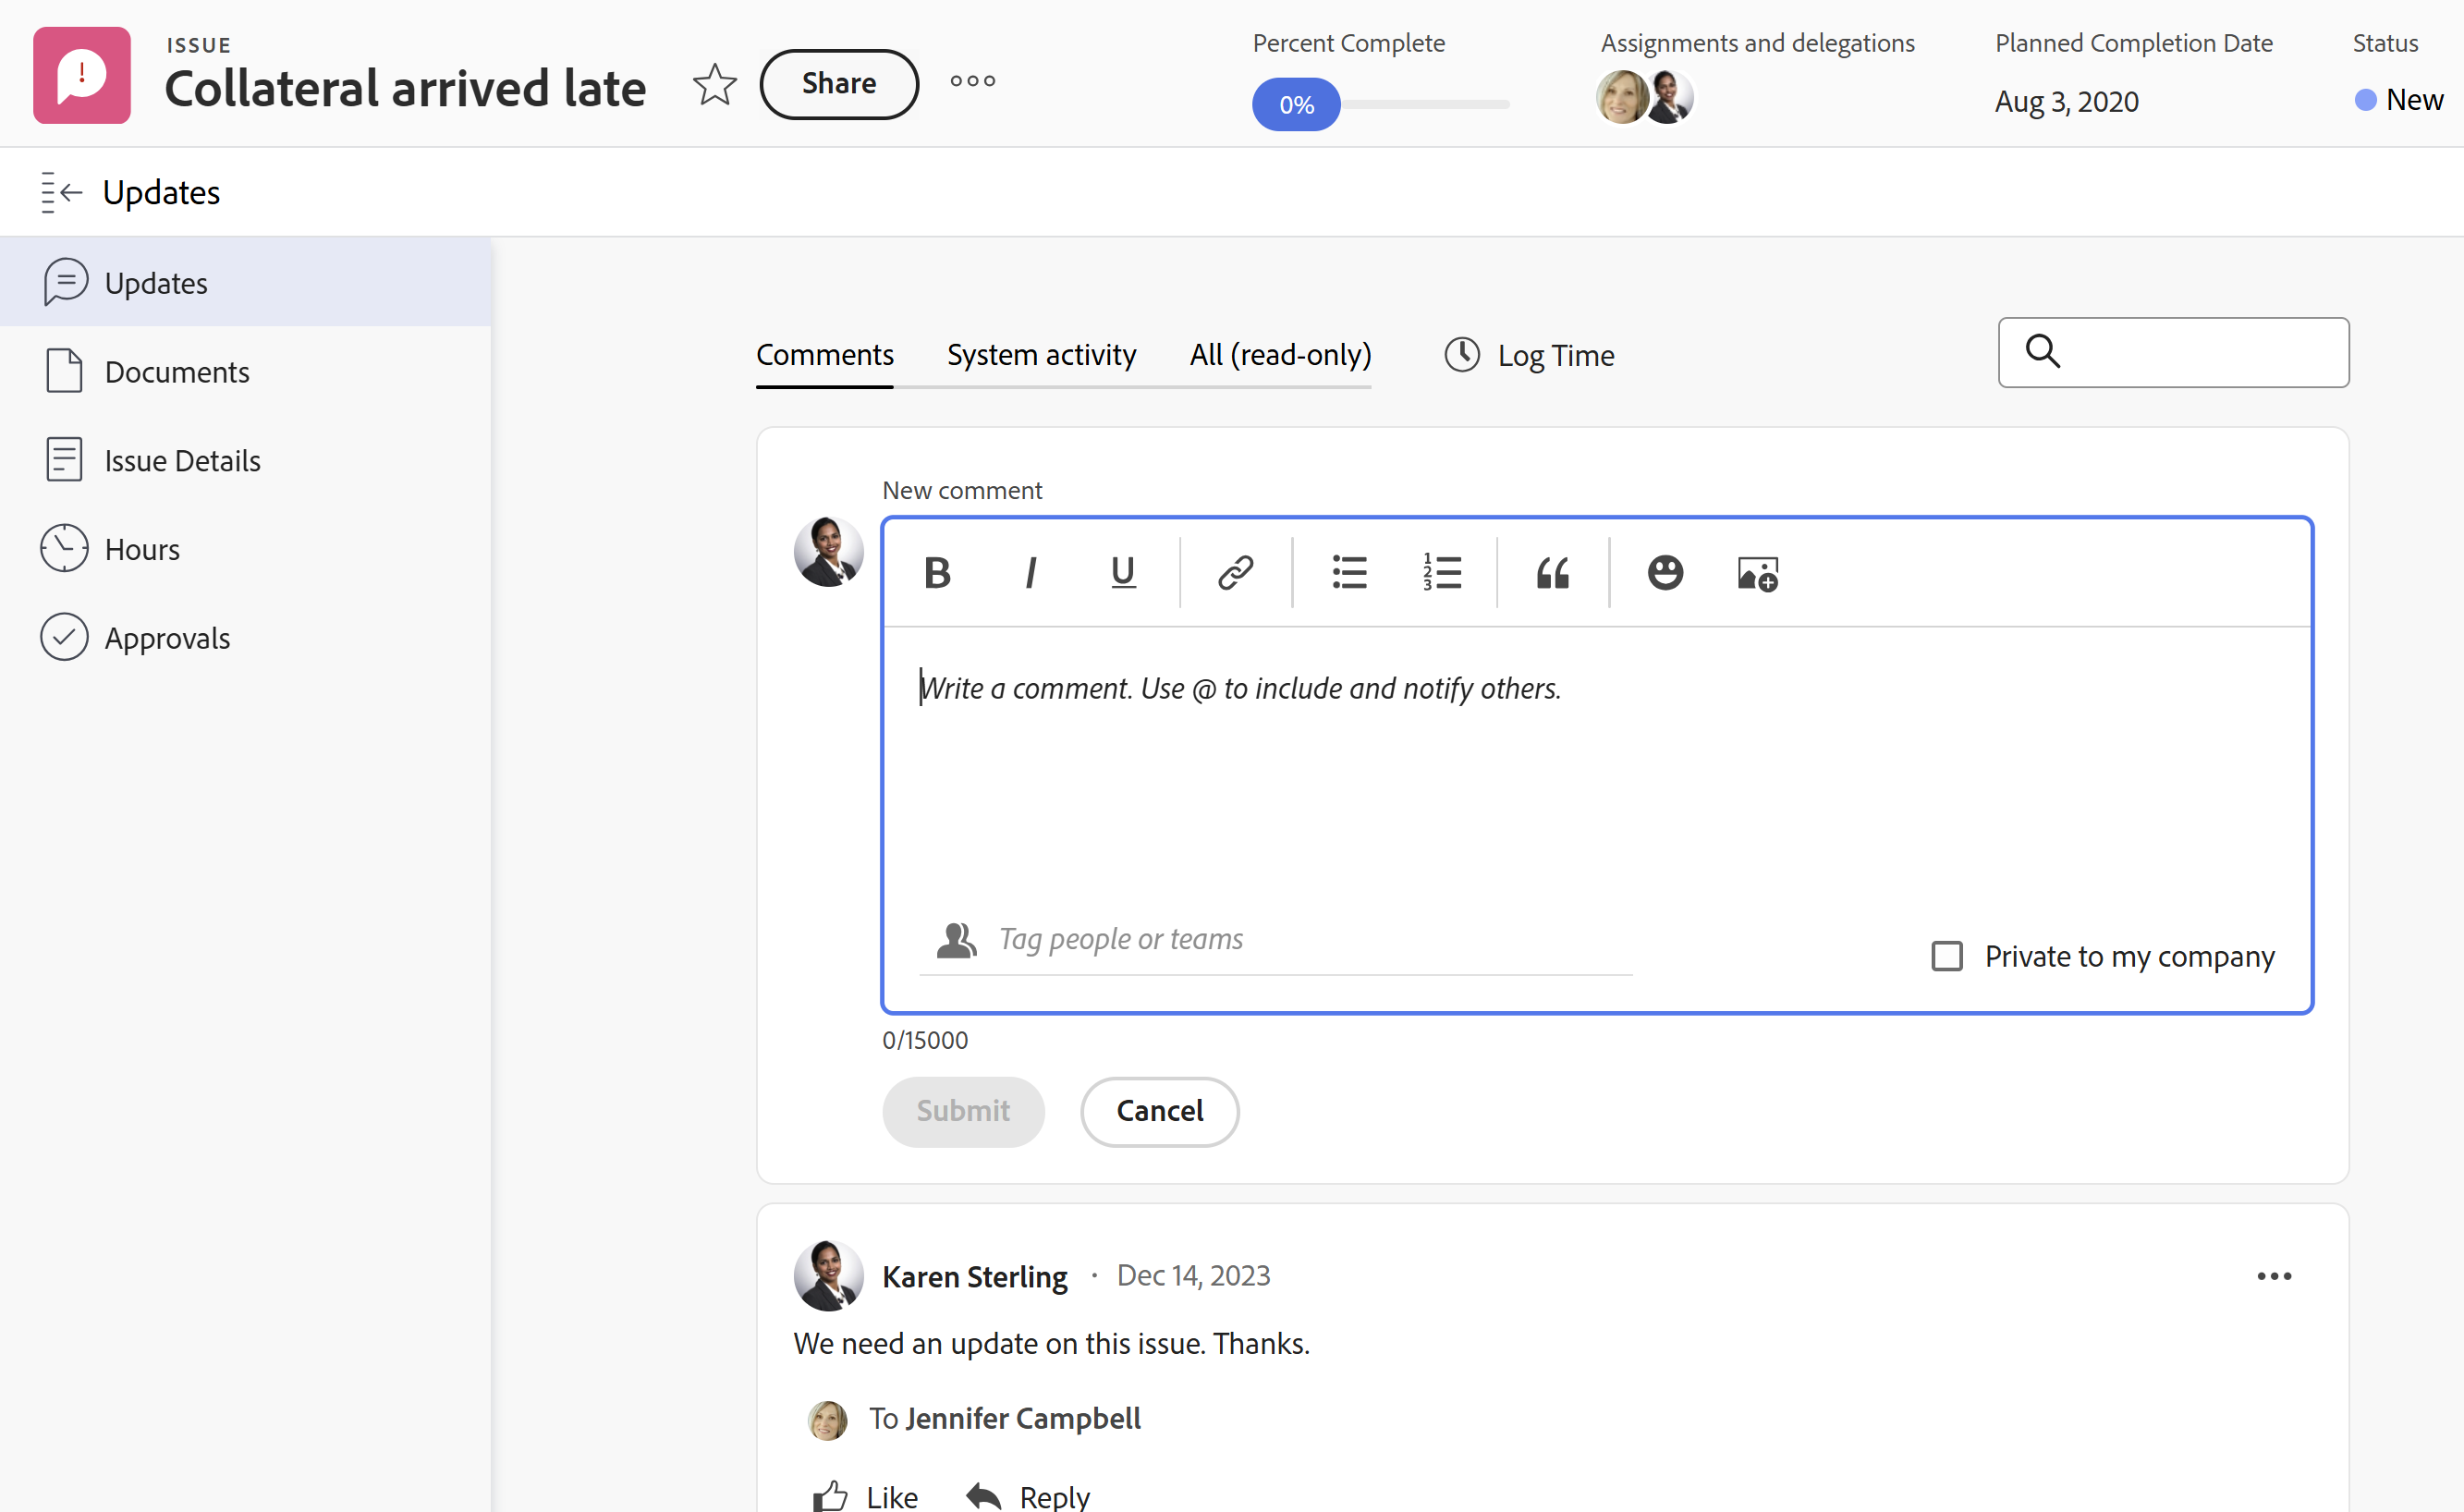 ISSUE
Collateral arrived late
Share
Percent Complete
0%
Assignments and delegations
Planned Completion Date
Aug 3, 2020
Status
New
Updates
Updates
Documents
Issue Details
Hours
Approvals
Comments
System activity
All (read-only)
Log Time
New comment
B I U
Write a comment. Use @ to include and notify others.
Tag people or teams
Private to my company
0/15000
Submit
Cancel
Karen Sterling · Dec 14, 2023
We need an update on this issue. Thanks.
To Jennifer Campbell
Like
Reply